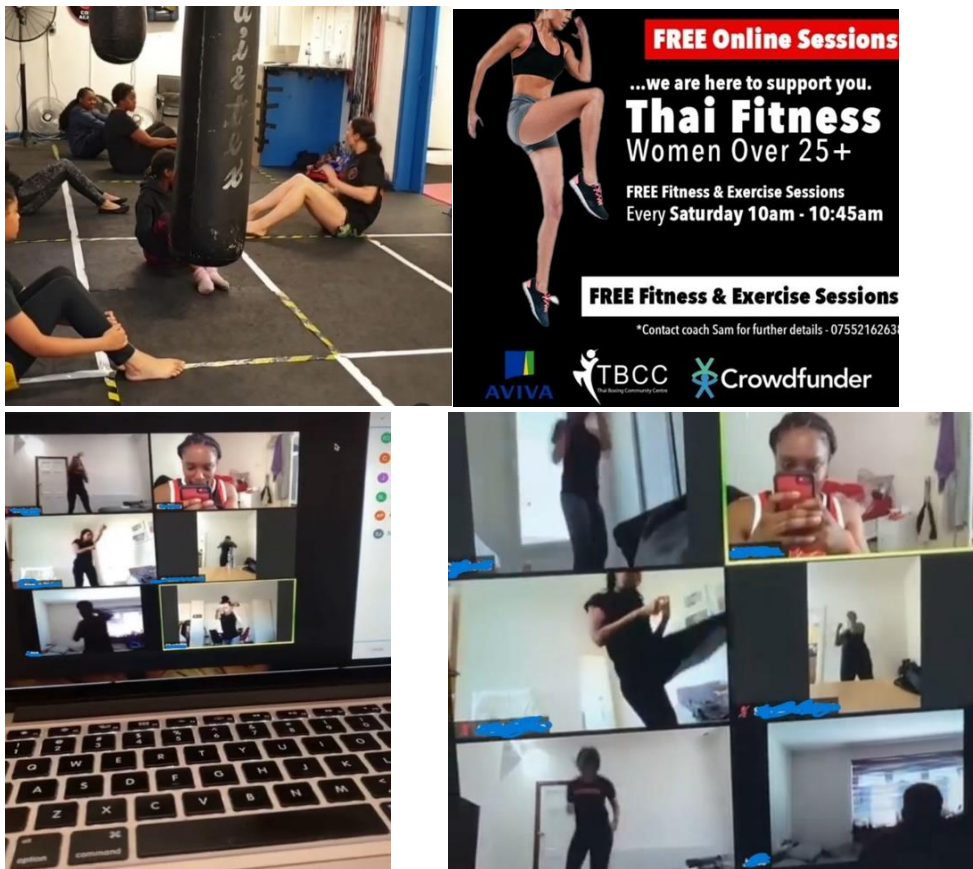 FREE Online Sessions
...we are here to support you.
Thai Fitness
Women Over 25+
FREE Fitness & Exercise Sessions
Every Saturday 10am - 10:45am
FREE Fitness & Exercise Sessions
*Contact coach Sam for further details - 07552162638
AVIVA
TBCC
Thai Boxing Community Centre
Crowdfunder
Q W E R T Y U I O
A S D F G H J K L
Z X C V B N M
option command